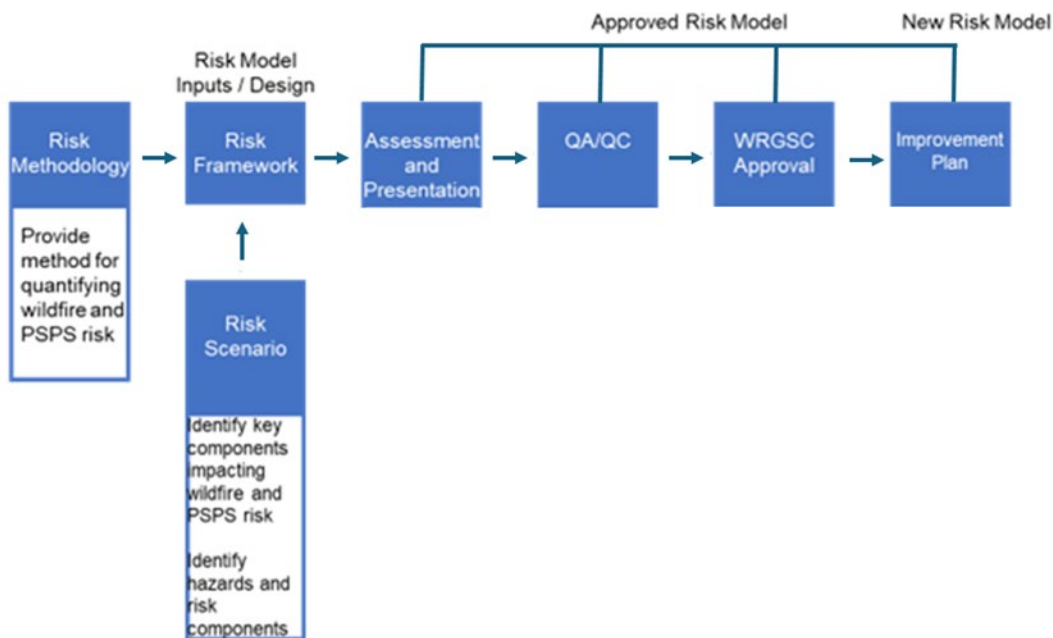 Approved Risk Model
New Risk Model
Risk Model
Inputs / Design
Risk
Methodology
Provide
method for
quantifying
wildfire and
PSPS risk
Risk
Framework
Risk
Scenario
Identify key
components
impacting
wildfire and
PSPS risk
Identify
hazards and
risk
components
Assessment
and
Presentation
QA/QC
WRGSC
Approval
Improvement
Plan